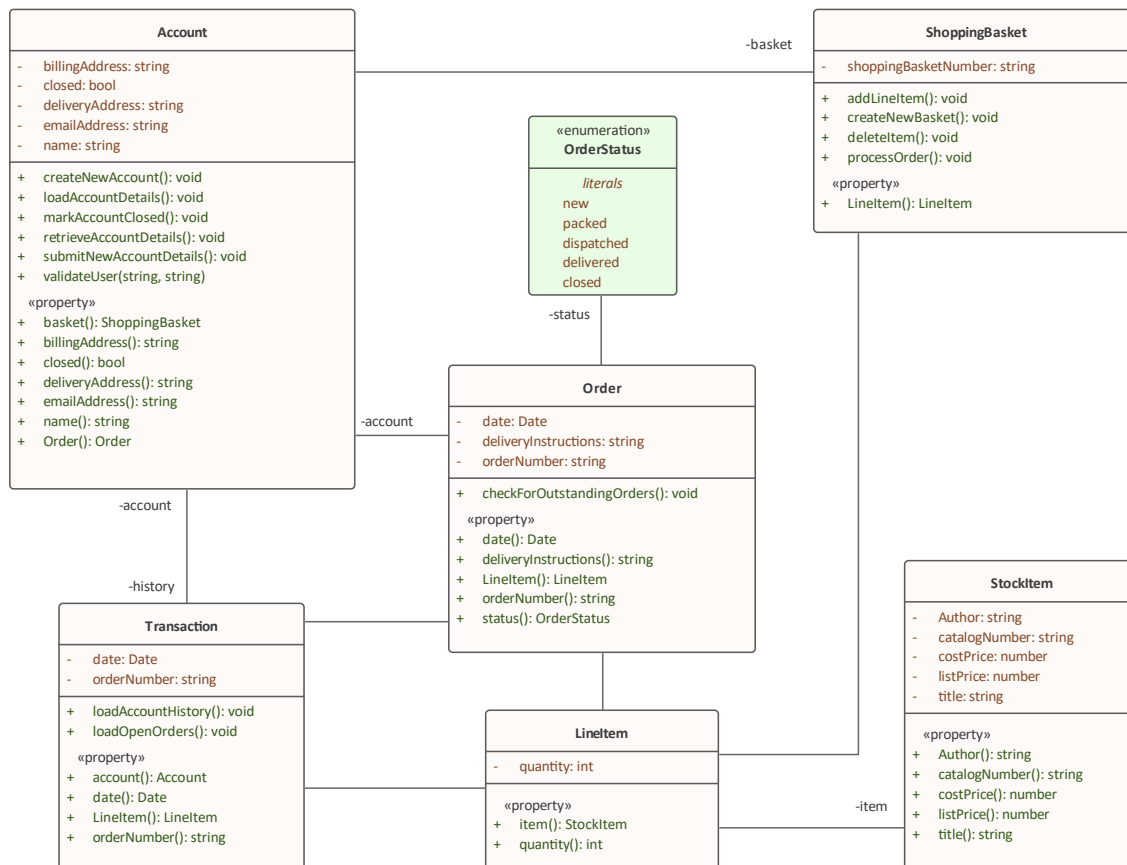 Account
- billingAddress: string
- closed: bool
- deliveryAddress: string
- emailAddress: string
- name: string
+ createNewAccount(): void
+ loadAccountDetails(): void
+ markAccountClosed(): void
+ retrieveAccountDetails(): void
+ submitNewAccountDetails(): void
+ validateUser(string, string)
«property»
+ basket(): ShoppingBasket
+ billingAddress(): string
+ closed(): bool
+ deliveryAddress(): string
+ emailAddress(): string
+ name(): string
+ Order(): Order
-basket
ShoppingBasket
- shoppingBasketNumber: string
+ addLineItem(): void
+ createNewBasket(): void
+ deleteItem(): void
+ processOrder(): void
«property»
+ LineItem(): LineItem
«enumeration»
OrderStatus
literals
new
packed
dispatched
delivered
closed
-status
-account
Order
- date: Date
- deliveryInstructions: string
- orderNumber: string
+ checkForOutstandingOrders(): void
«property»
+ date(): Date
+ deliveryInstructions(): string
+ LineItem(): LineItem
+ orderNumber(): string
+ status(): OrderStatus
-account
-history
Transaction
- date: Date
- orderNumber: string
+ loadAccountHistory(): void
+ loadOpenOrders(): void
«property»
+ account(): Account
+ date(): Date
+ LineItem(): LineItem
+ orderNumber(): string
LineItem
- quantity: int
«property»
+ item(): StockItem
+ quantity(): int
-item
StockItem
- Author: string
- catalogNumber: string
- costPrice: number
- listPrice: number
- title: string
«property»
+ Author(): string
+ catalogNumber(): string
+ costPrice(): number
+ listPrice(): number
+ title(): string